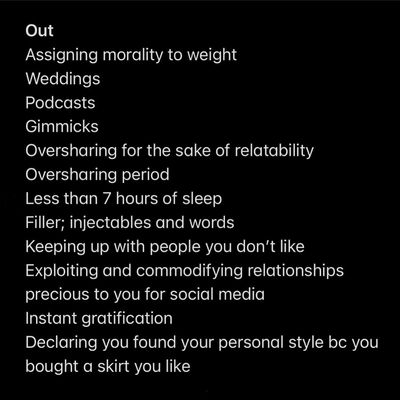 Out
Assigning morality to weight
Weddings
Podcasts
Gimmicks
Oversharing for the sake of relatability
Oversharing period
Less than 7 hours of sleep
Filler; injectables and words
Keeping up with people you don’t like
Exploiting and commodifying relationships
precious to you for social media
Instant gratification
Declaring you found your personal style bc you
bought a skirt you like